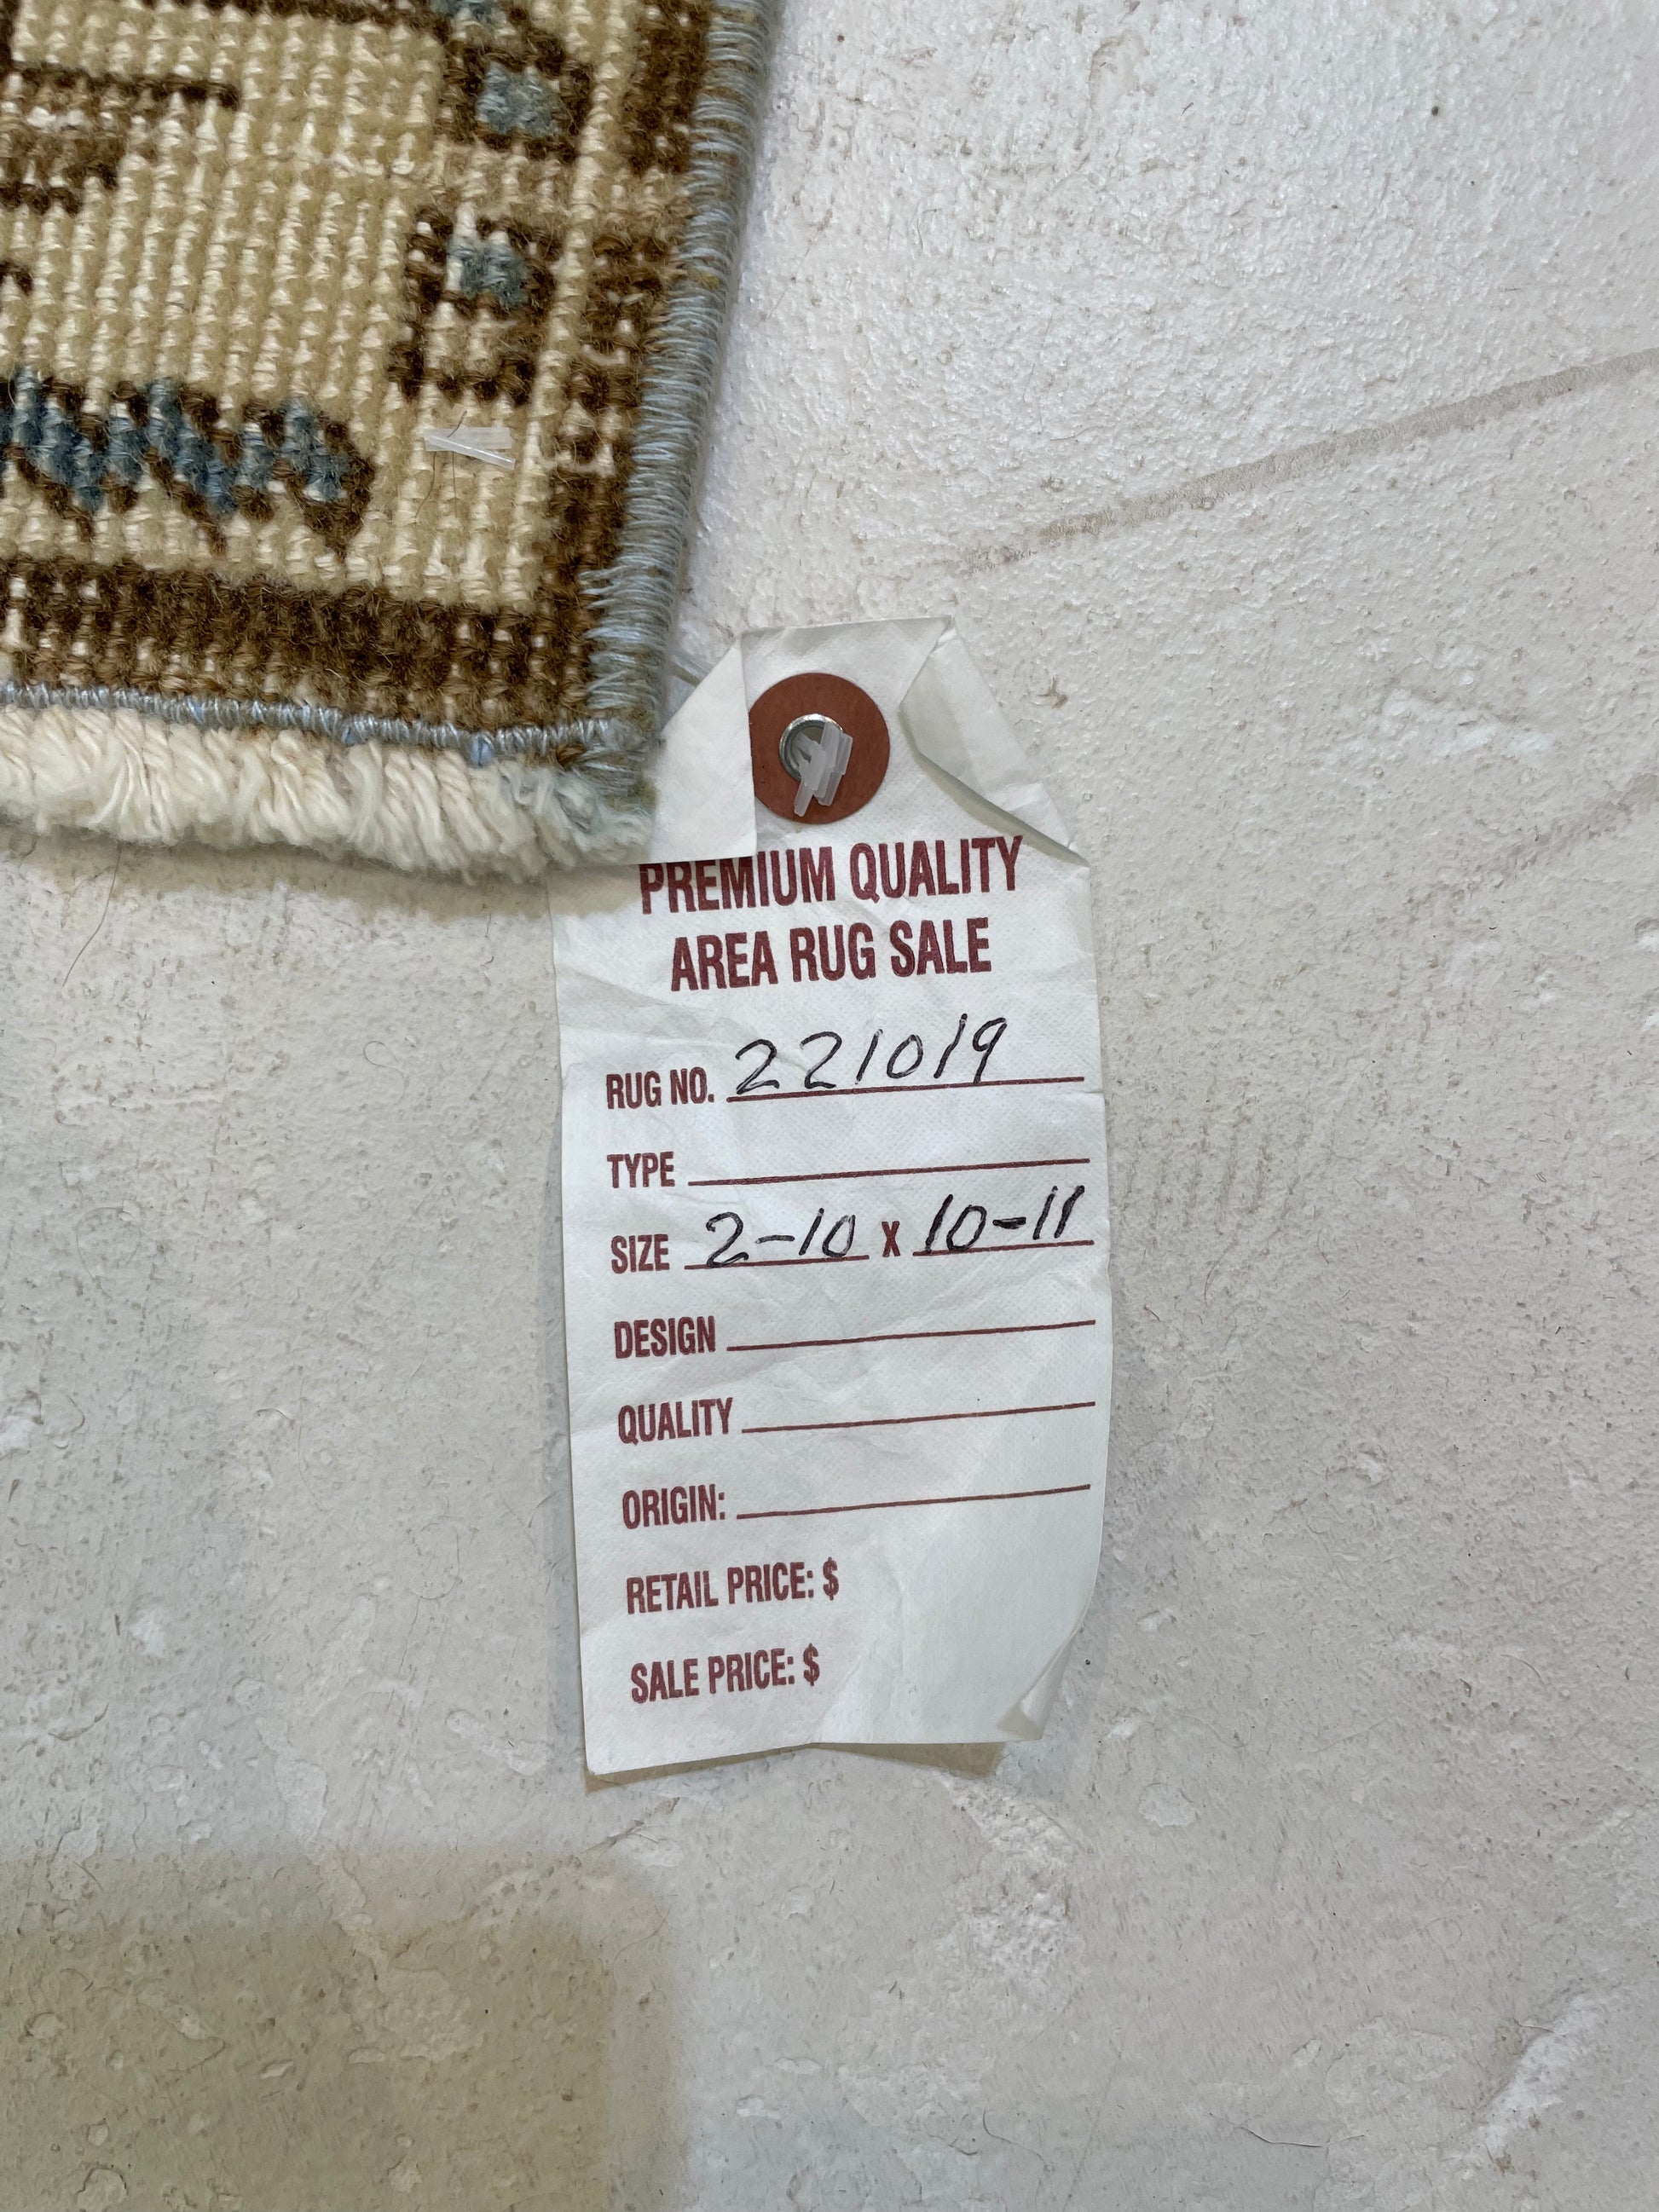 PREMIUM QUALITY
AREA RUG SALE
RUG NO. 221019
TYPE
SIZE 2-10 X 10-11
DESIGN
QUALITY
ORIGIN:
RETAIL PRICE: $
SALE PRICE: $